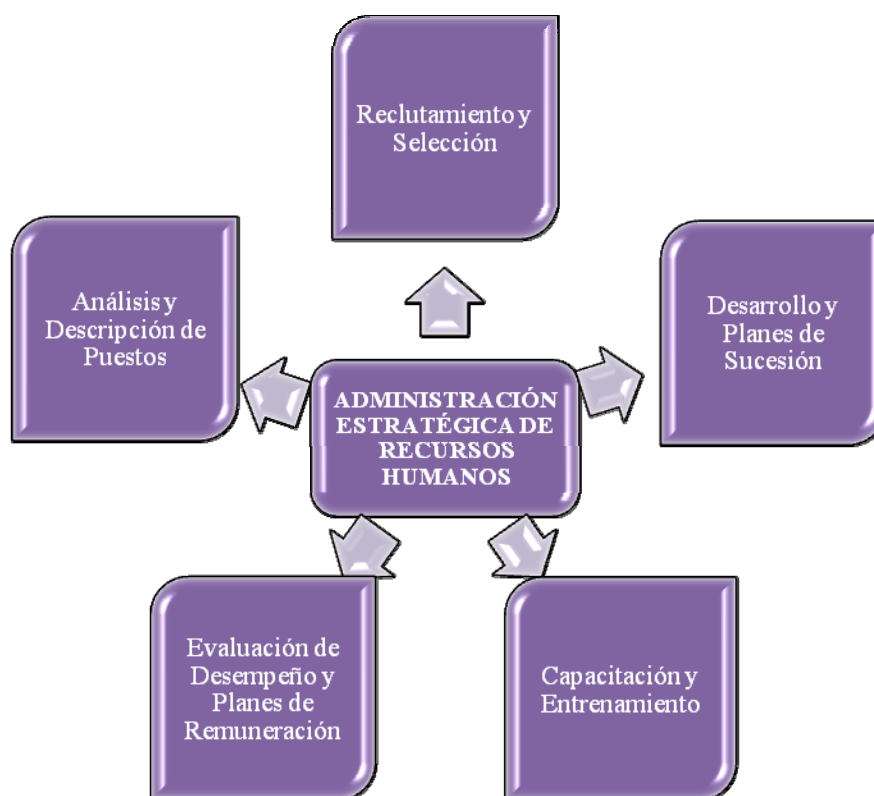 Reclutamiento y
Selección
Análisis y
Descripción de
Puestos
Desarrollo y
Planes de
Sucesión
ADMINISTRACIÓN
ESTRATÉGICA DE
RECURSOS
HUMANOS
Evaluación de
Desempeño y
Planes de
Remuneración
Capacitación y
Entrenamiento